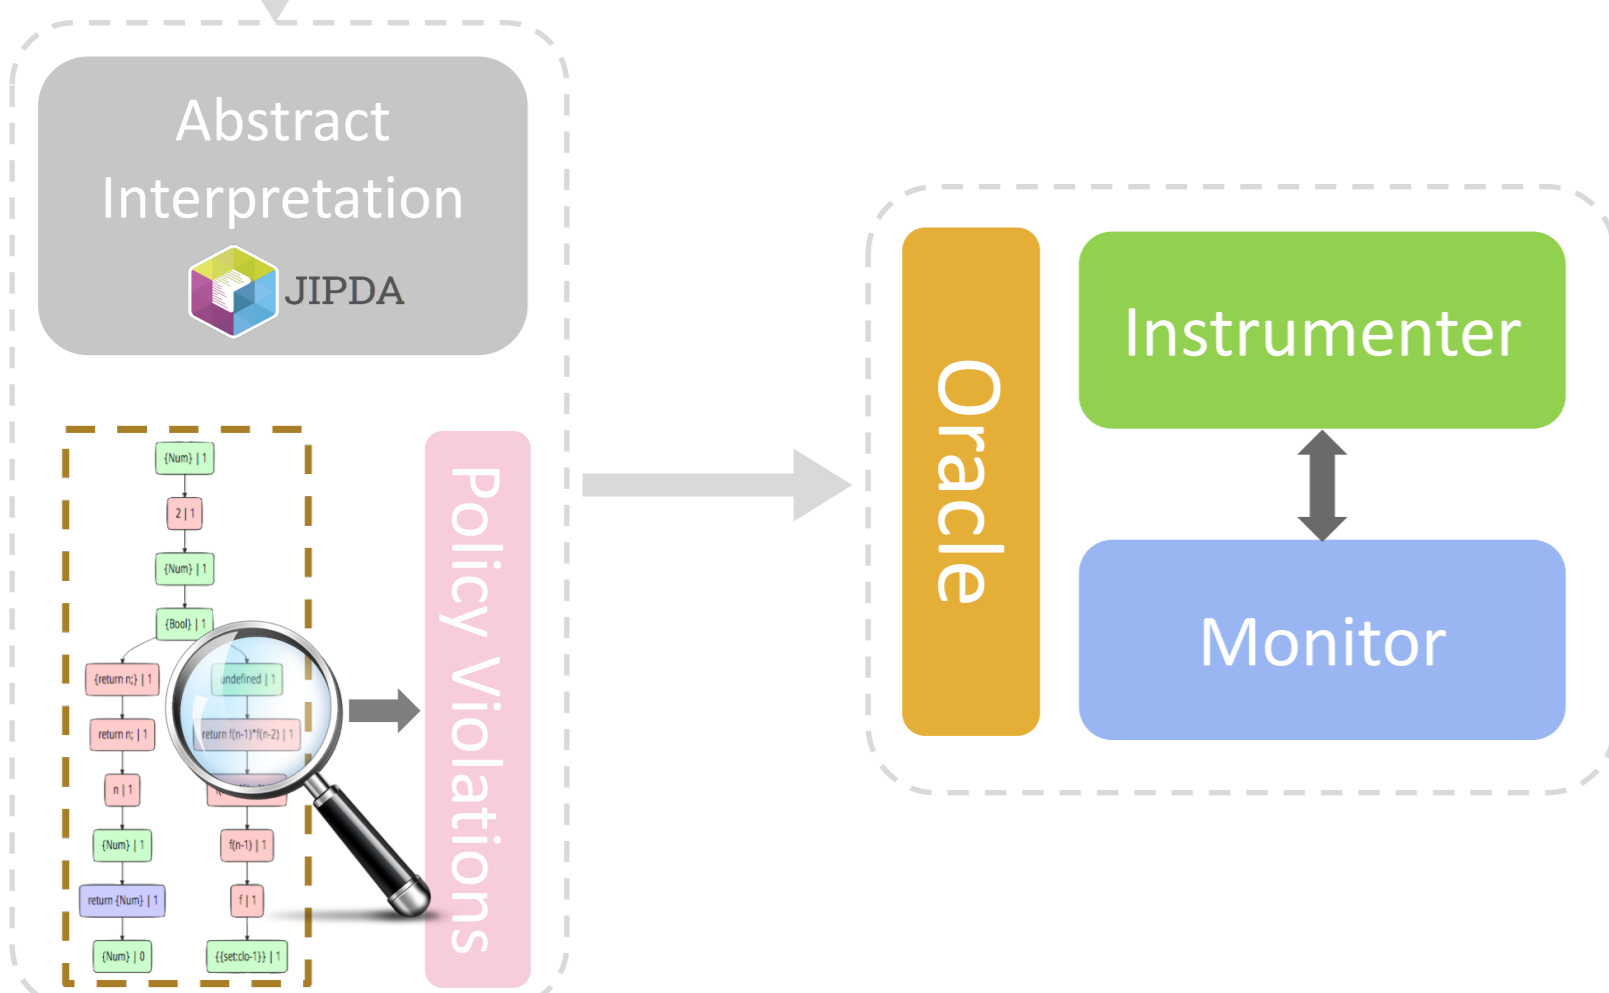 Abstract
Interpretation
JIPDA
{Num} | 1
2 | 1
{Num} | 1
{Bool} | 1
{return n;} | 1
undefined | 1
return n; | 1
return f(n-1)*f(n-2) | 1
n | 1
{Num} | 1
f(n-1) | 1
return {Num} | 1
f | 1
{Num} | 0
{{set:clo-1}} | 1
Policy Violations
Oracle
Instrumenter
Monitor